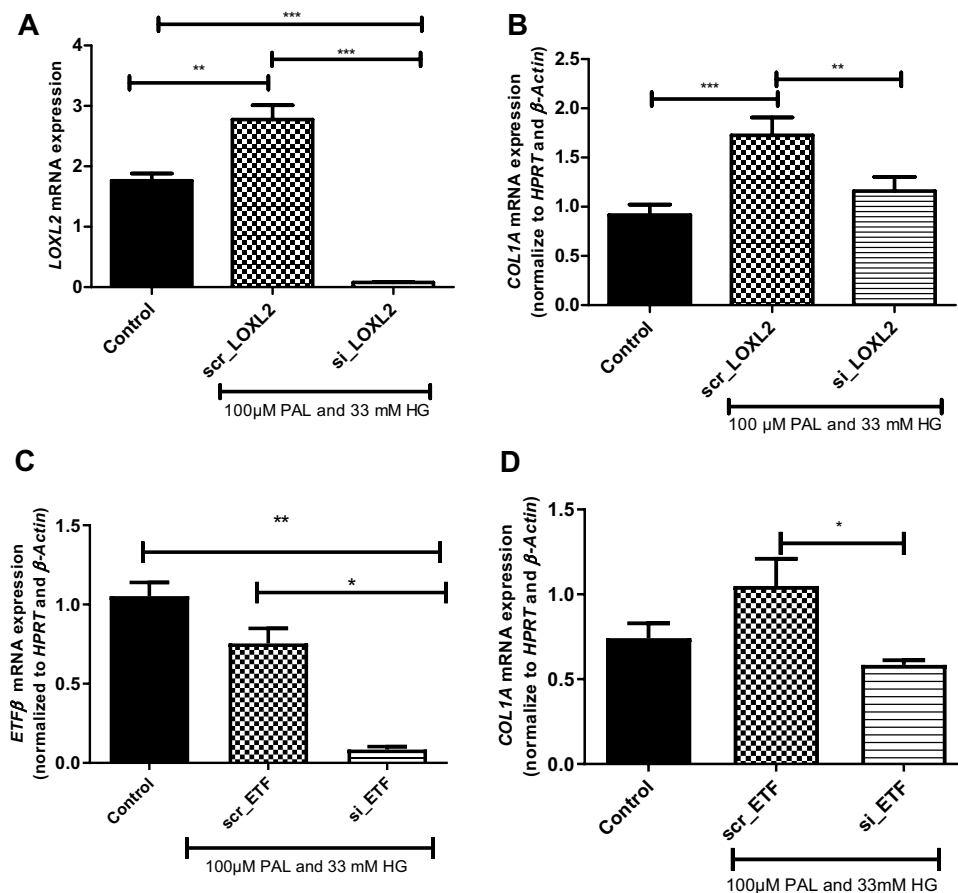 A
***
***
**
LOXL2 mRNA expression
4
3
2
1
0
Control
scr_LOXL2
si_LOXL2
100µM PAL and 33 mM HG
B
**
***
COL1A mRNA expression
(normalize to HPRT and β-Actin)
2.5
2.0
1.5
1.0
0.5
0.0
Control
scr_LOXL2
si_LOXL2
100 µM PAL and 33 mM HG
C
**
*
ETFβ mRNA expression
(normalized to HPRT and β-Actin)
1.5
1.0
0.5
0.0
Control
scr_ETF
si_ETF
100µM PAL and 33 mM HG
D
*
COL1A mRNA expression
(normalize to HPRT and β-Actin)
1.5
1.0
0.5
0.0
Control
scr_ETF
si_ETF
100µM PAL and 33mM HG